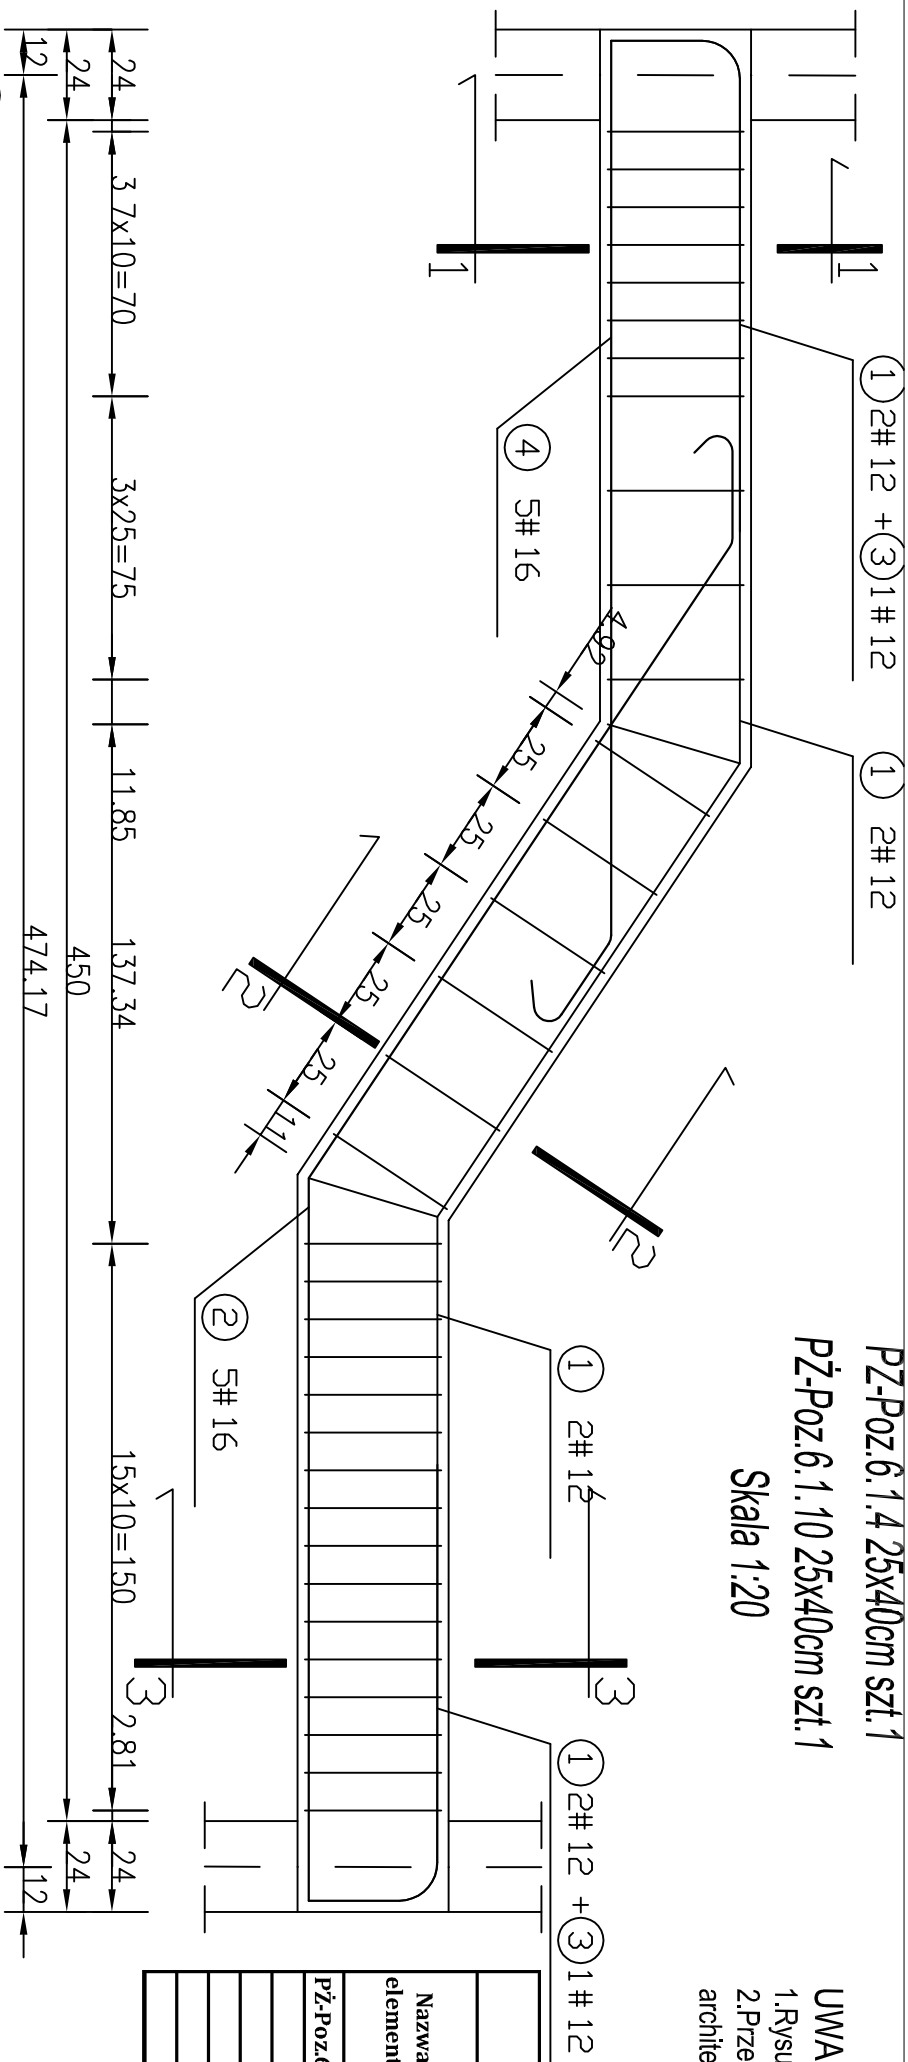 PŻ-Poz.6.1.4 25x40cm szt.1
PŻ-Poz.6.1.10 25x40cm szt.1
Skala 1:20
1 2#12 + 3 1#12
1 2#12
1 2#12
1 2#12 + 3 1#12
1
1
4 5#16
4.92
25
25
25
25
25
11
2
2
2 5#16
3
3
24
3 7x10=70
3x25=75
11.85
137.34
15x10=150
2.81
24
24
450
24
12
474.17
12
UWA
1.Rysu
2.Prze
archite
Nazwa
element
PŻ-Poz.6